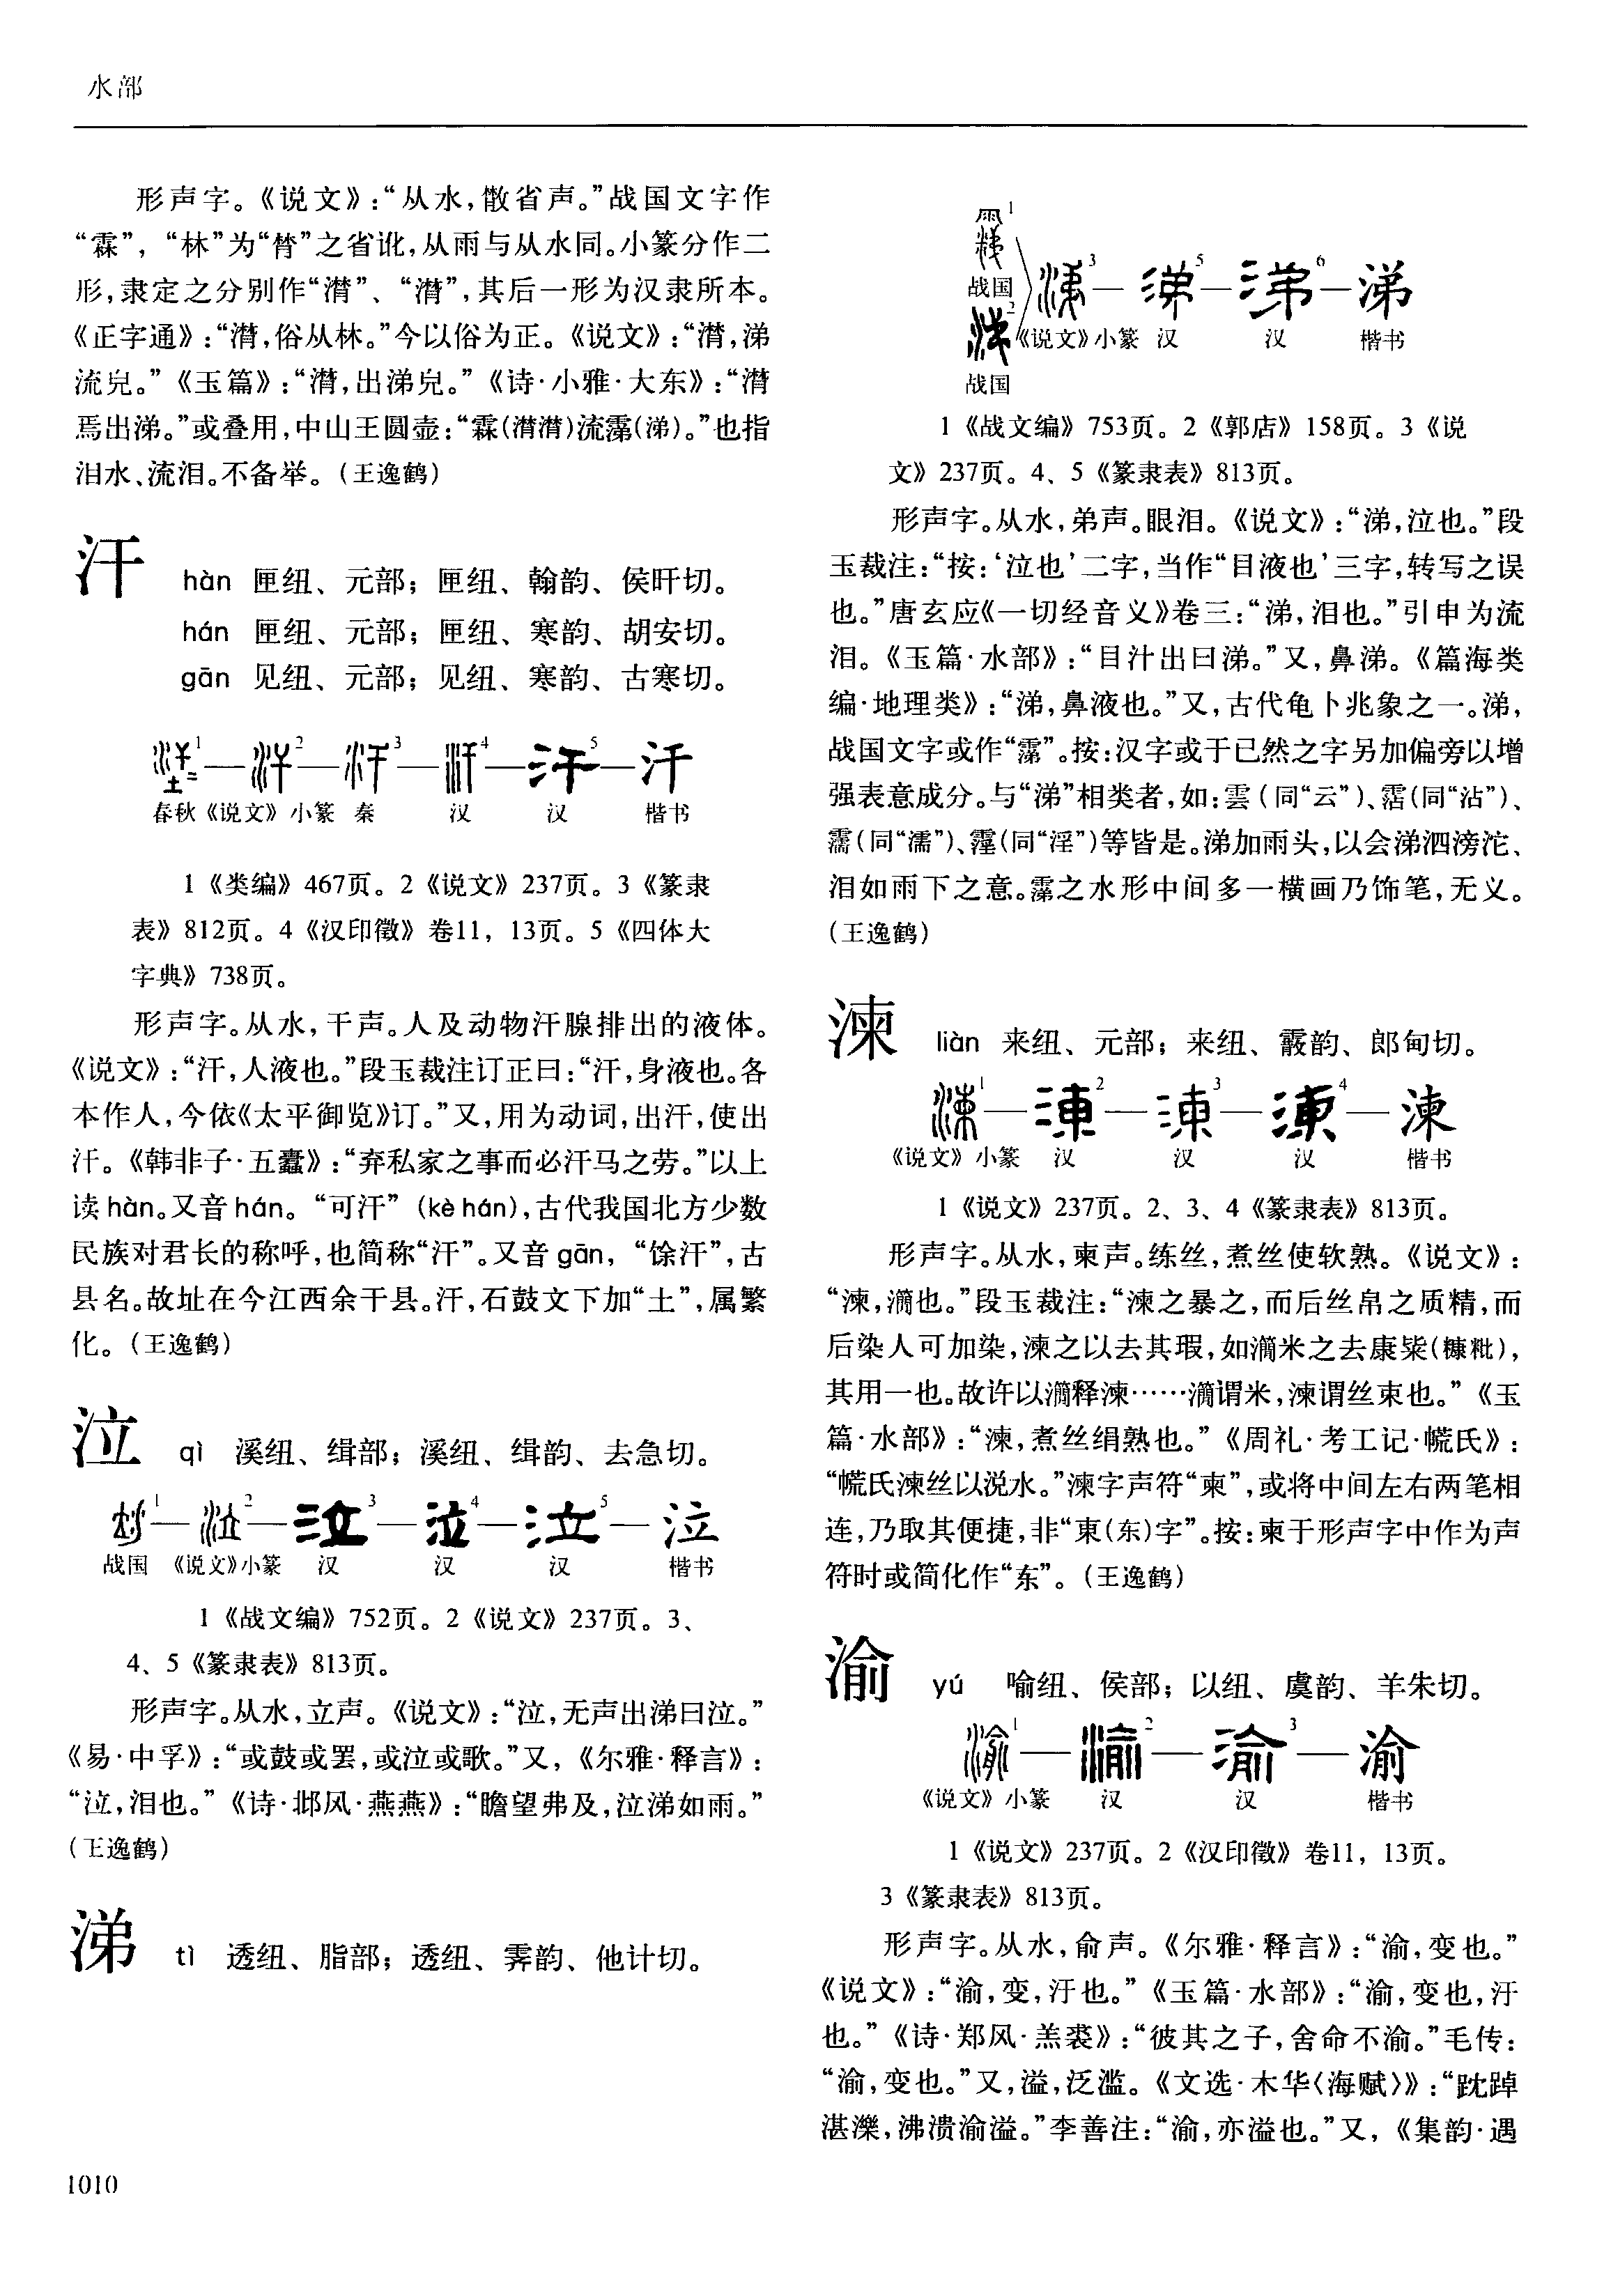 水部
形声字。《说文》:“从水,散省声。”战国文字作
“霖”,“林”为“朁”之省讹,从雨与从水同。小篆分作二
形,隶定之分别作“潸”、“潸”,其后一形为汉隶所本。
《正字通》:“潸,俗从林。”今以俗为正。《说文》:“潸,涕
流皃。”《玉篇》:“潸,出涕皃。”《诗·小雅·大东》:“潸
焉出涕。”或叠用,中山王圆壶:“霖(潸潸)流霈(涕)。”也指
泪水、流泪。不备举。(王逸鹤)
汗 hàn 匣纽、元部;匣纽、翰韵、侯旰切。
hán 匣纽、元部;匣纽、寒韵、胡安切。
gān 见纽、元部;见纽、寒韵、古寒切。
1—2—3—4—5—汗
春秋《说文》小篆 秦 汉 汉 楷书
1《类编》467页。2《说文》237页。3《篆隶
表》812页。4《汉印徵》卷11,13页。5《四体大
字典》738页。
形声字。从水,干声。人及动物汗腺排出的液体。
《说文》:“汗,人液也。”段玉裁注订正曰:“汗,身液也。各
本作人,今依《太平御览》订。”又,用为动词,出汗,使出
汗。《韩非子·五蠹》:“弃私家之事而必汗马之劳。”以上
读hàn。又音hán。“可汗”(kè hán),古代我国北方少数
民族对君长的称呼,也简称“汗”。又音gān,“馀汗”,古
县名。故址在今江西余干县。汗,石鼓文下加“土”,属繁
化。(王逸鹤)
泣 qì 溪纽、缉部;溪纽、缉韵、去急切。
1—2—3—4—5—泣
战国 《说文》小篆 汉 汉 汉 楷书
1《战文编》752页。2《说文》237页。3、
4、5《篆隶表》813页。
形声字。从水,立声。《说文》:“泣,无声出涕曰泣。”
《易·中孚》:“或鼓或罢,或泣或歌。”又,《尔雅·释言》:
“泣,泪也。”《诗·邶风·燕燕》:“瞻望弗及,泣涕如雨。”
(王逸鹤)
涕 tì 透纽、脂部;透纽、霁韵、他计切。
1
战国
2 3—5—6—涕
《说文》小篆 汉 汉 楷书
战国
1《战文编》753页。2《郭店》158页。3《说
文》237页。4、5《篆隶表》813页。
形声字。从水,弟声。眼泪。《说文》:“涕,泣也。”段
玉裁注:“按:‘泣也’二字,当作“目液也’三字,转写之误
也。”唐玄应《一切经音义》卷三:“涕,泪也。”引申为流
泪。《玉篇·水部》:“目汁出曰涕。”又,鼻涕。《篇海类
编·地理类》:“涕,鼻液也。”又,古代龟卜兆象之一。涕,
战国文字或作“”。按:汉字或于已然之字另加偏旁以增
强表意成分。与“涕”相类者,如:雲(同“云”)、霑(同“沾”)、
(同“濡”)、霪(同“淫”)等皆是。涕加雨头,以会涕泗滂沱、
泪如雨下之意。之水形中间多一横画乃饰笔,无义。
(王逸鹤)
湅 liàn 来纽、元部;来纽、霰韵、郎甸切。
1—2—3—4—湅
《说文》小篆 汉 汉 汉 楷书
1《说文》237页。2、3、4《篆隶表》813页。
形声字。从水,柬声。练丝,煮丝使软熟。《说文》:
“湅,㶕也。”段玉裁注:“湅之暴之,而后丝帛之质精,而
后染人可加染,湅之以去其瑕,如㶕米之去康粊(糠粃),
其用一也。故许以㶕释湅……㶕谓米,湅谓丝束也。”《玉
篇·水部》:“湅,煮丝绢熟也。”《周礼·考工记·㡆氏》:
“㡆氏湅丝以涚水。”湅字声符“柬”,或将中间左右两笔相
连,乃取其便捷,非“東(东)字”。按:柬于形声字中作为声
符时或简化作“东”。(王逸鹤)
渝 yú 喻纽、侯部;以纽、虞韵、羊朱切。
1—2—3—渝
《说文》小篆 汉 汉 楷书
1《说文》237页。2《汉印徵》卷11,13页。
3《篆隶表》813页。
形声字。从水,俞声。《尔雅·释言》:“渝,变也。”
《说文》:“渝,变,汙也。”《玉篇·水部》:“渝,变也,汙
也。”《诗·郑风·羔裘》:“彼其之子,舍命不渝。”毛传:
“渝,变也。”又,溢,泛滥。《文选·木华〈海赋〉》:“踸踔
湛泺,沸溃渝溢。”李善注:“渝,亦溢也。”又,《集韵·遇
1010